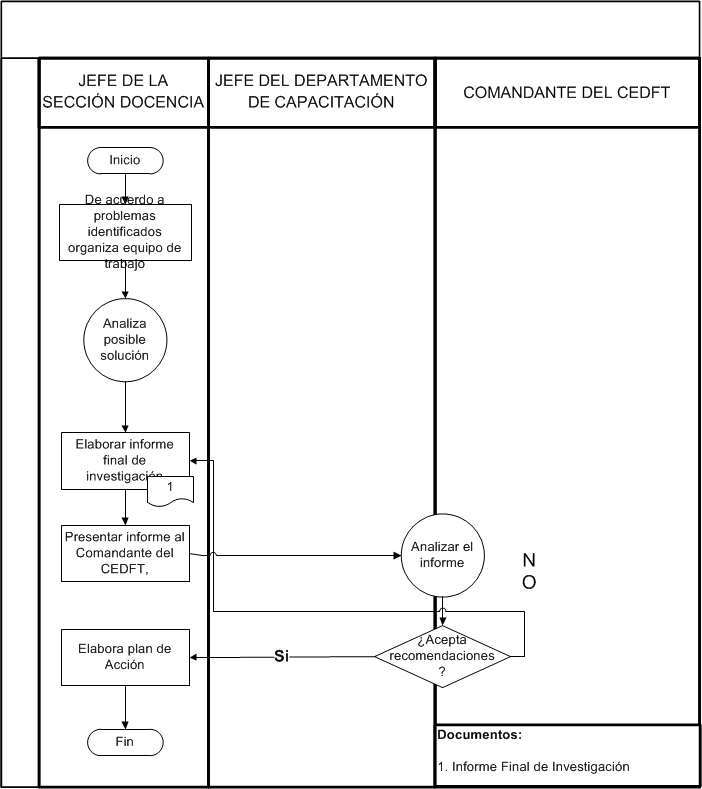 JEFE DE LA
SECCIÓN DOCENCIA
JEFE DEL DEPARTAMENTO
DE CAPACITACIÓN
COMANDANTE DEL CEDFT
Inicio
De acuerdo a
problemas
identificados
organiza equipo de
trabajo
Analiza
posible
solución
Elaborar informe
final de
investigación
1
Presentar informe al
Comandante del
CEDFT,
Analizar el
informe
N
O
¿Acepta
recomendaciones
?
Si
Elabora plan de
Acción
Fin
Documentos:
1. Informe Final de Investigación